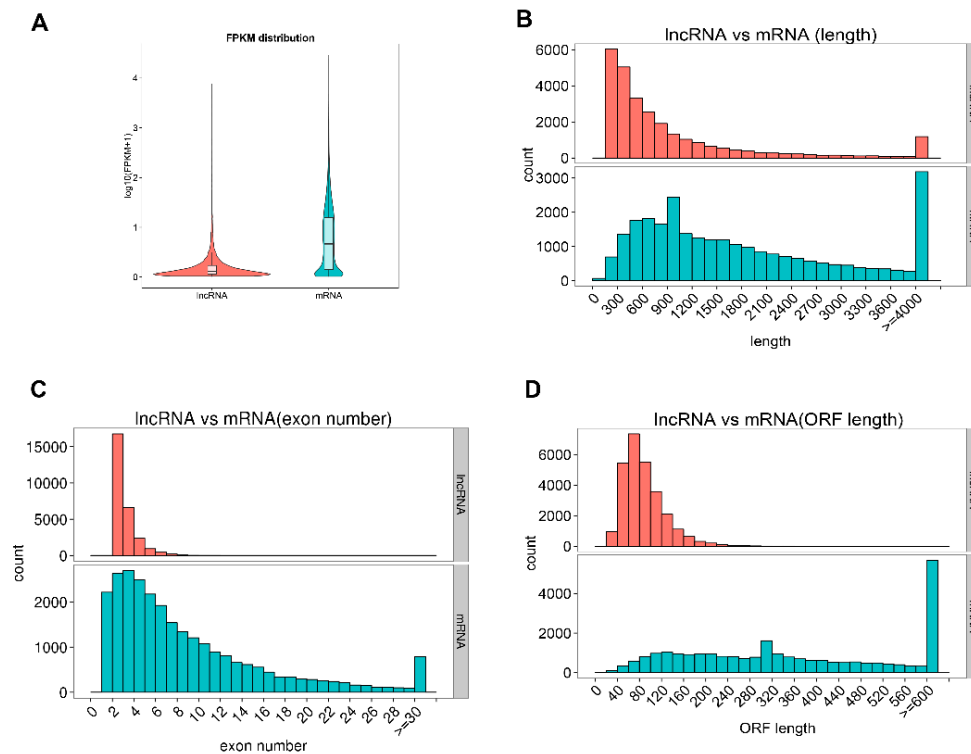 A
FPKM distribution
log10(FPKM+1)
4
3
2
1
0
lncRNA
mRNA
B
lncRNA vs mRNA (length)
count
6000
4000
2000
0
3000
2000
1000
0
0 300 600 900 1200 1500 1800 2100 2400 2700 3000 3300 3600 >=4000
length
C
lncRNA vs mRNA(exon number)
count
15000
10000
5000
0
lncRNA
2000
1000
0
mRNA
0 2 4 6 8 10 12 14 16 18 20 22 24 26 28 >=30
exon number
D
lncRNA vs mRNA(ORF length)
count
6000
4000
2000
0
4000
2000
0
0 40 80 120 160 200 240 280 320 360 400 440 480 520 560 >=600
ORF length